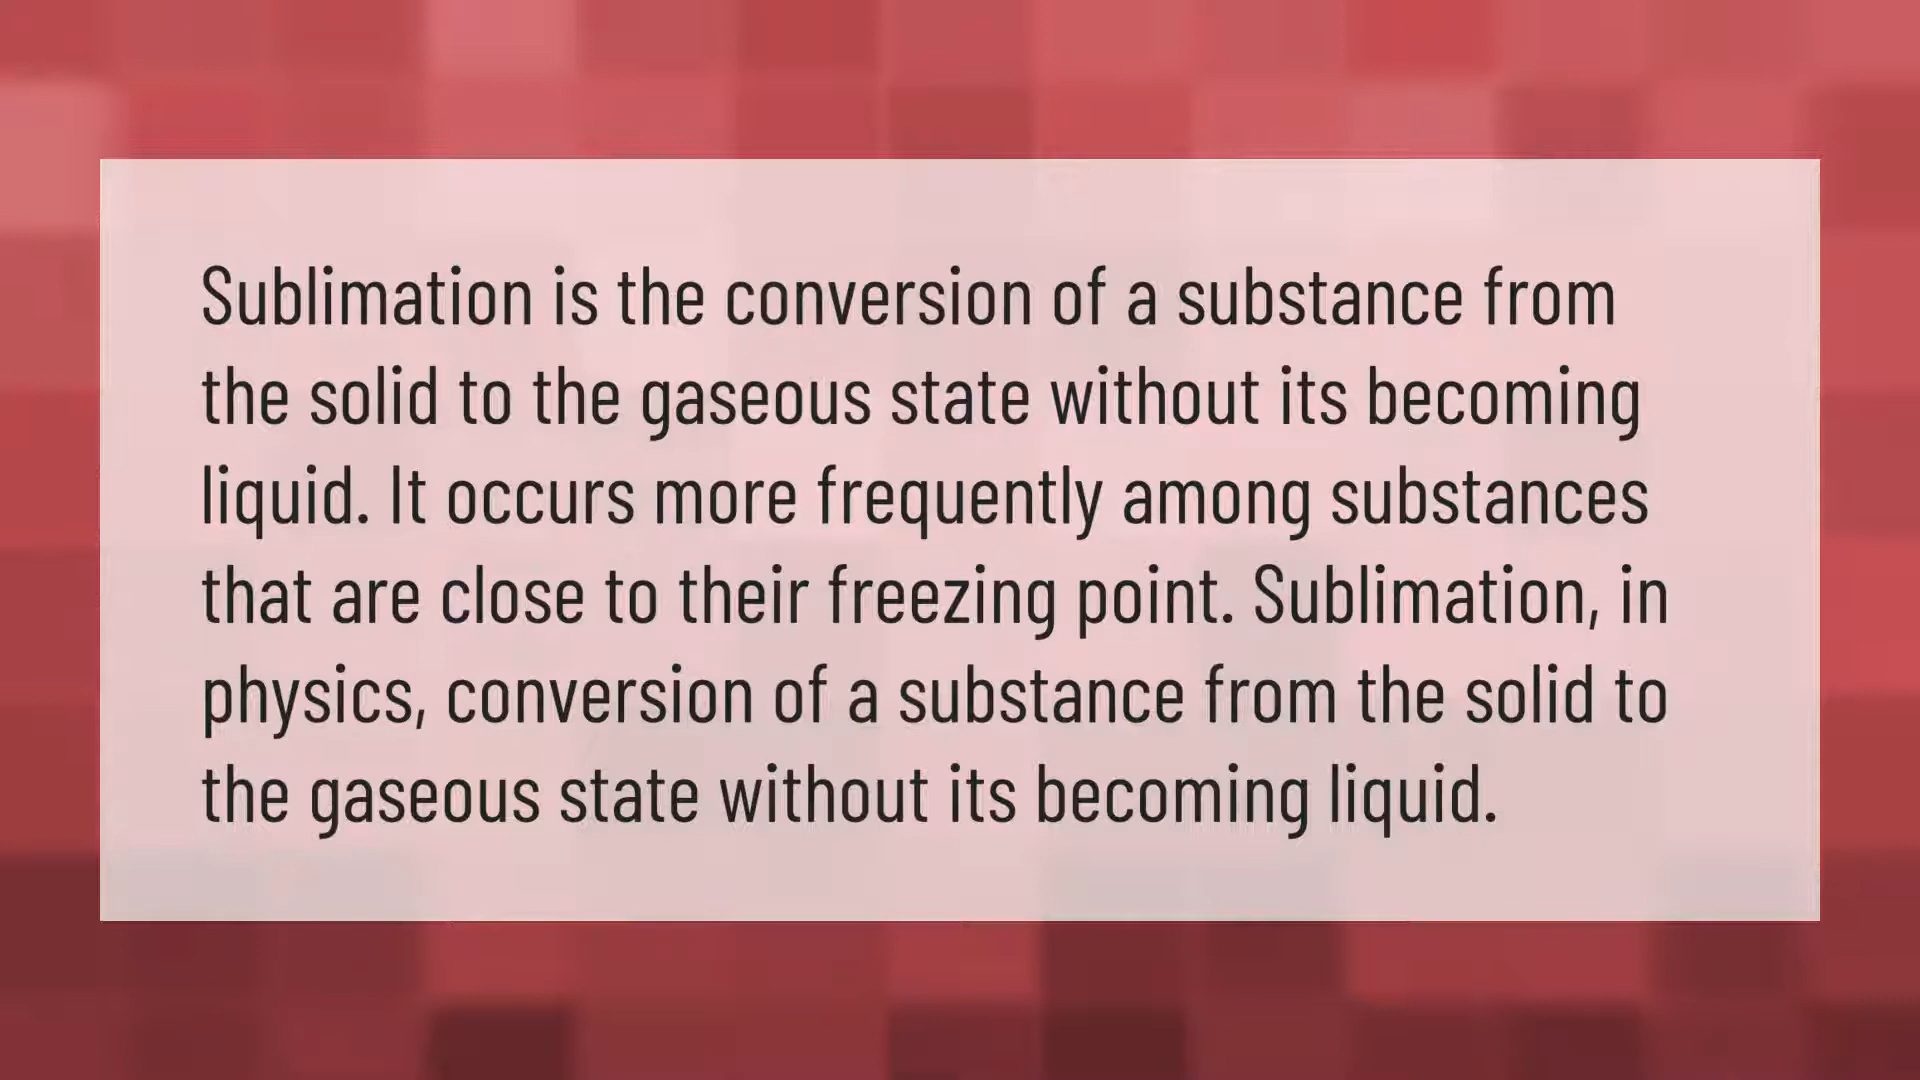 Sublimation is the conversion of a substance from
the solid to the gaseous state without its becoming
liquid. It occurs more frequently among substances
that are close to their freezing point. Sublimation, in
physics, conversion of a substance from the solid to
the gaseous state without its becoming liquid.